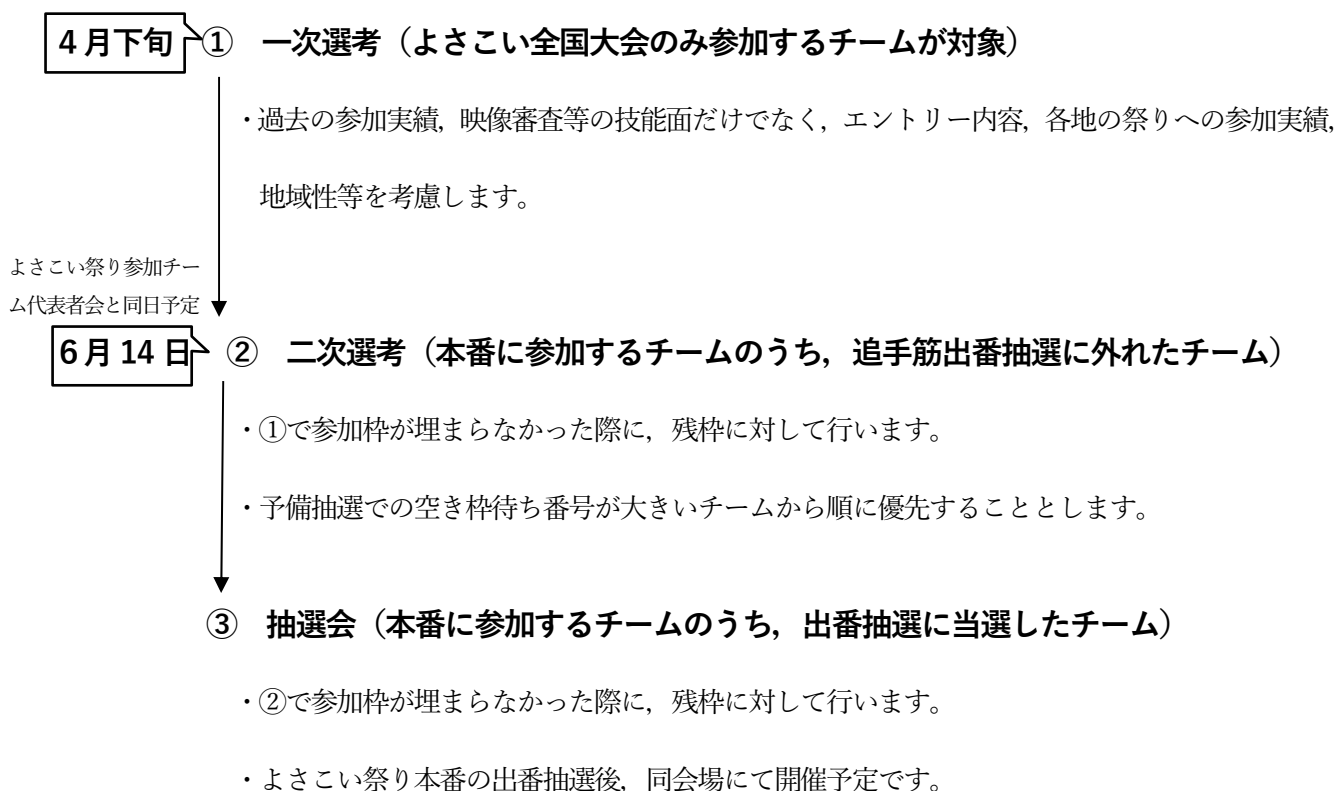 4月下旬 ① 一次選考(よさこい全国大会のみ参加するチームが対象)
・過去の参加実績,映像審査等の技能面だけでなく,エントリー内容,各地の祭りへの参加実績,
地域性等を考慮します。
よさこい祭り参加チー
ム代表者会と同日予定
6月14日 ② 二次選考(本番に参加するチームのうち,追手筋出番抽選に外れたチーム)
・①で参加枠が埋まらなかった際に,残枠に対して行います。
・予備抽選での空き枠待ち番号が大きいチームから順に優先することとします。
③ 抽選会(本番に参加するチームのうち,出番抽選に当選したチーム)
・②で参加枠が埋まらなかった際に,残枠に対して行います。
・よさこい祭り本番の出番抽選後,同会場にて開催予定です。